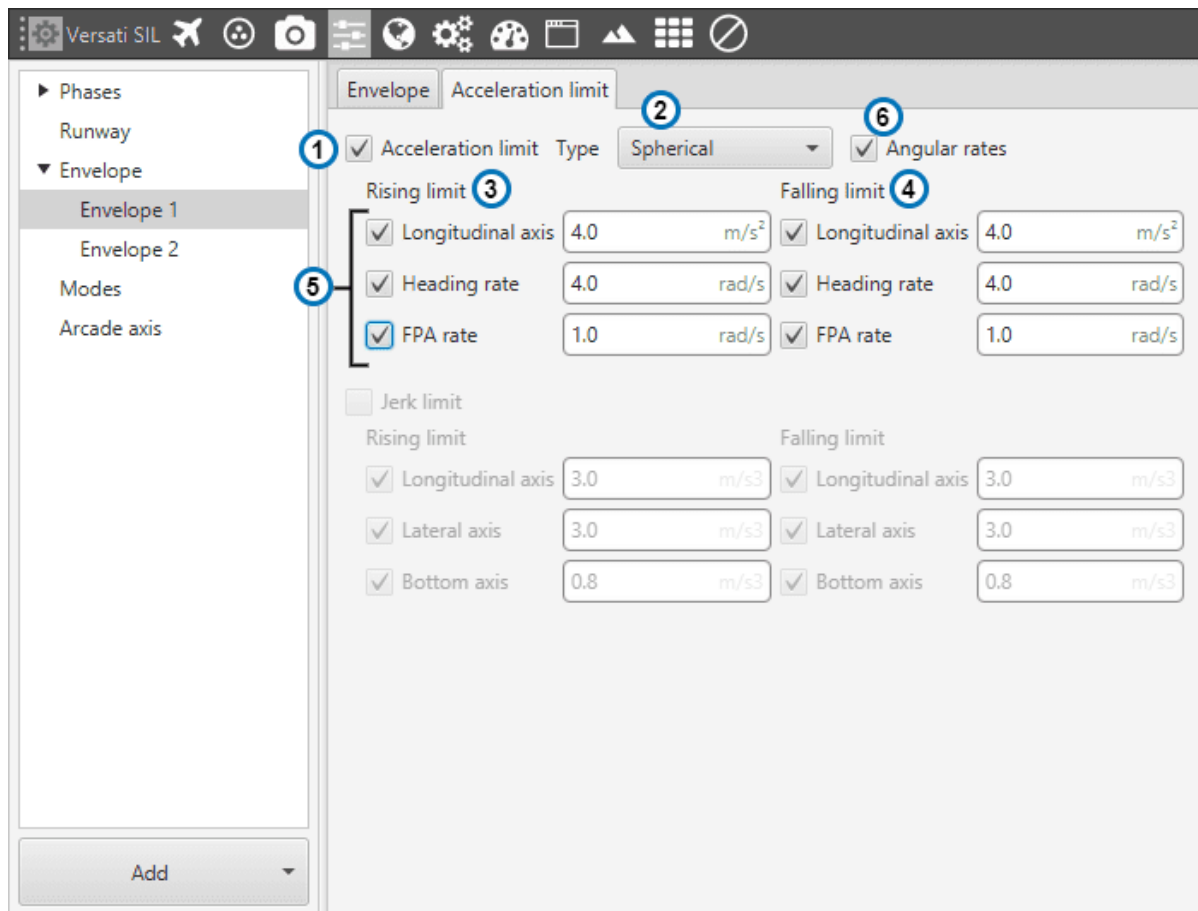 Versati SIL
Phases
Runway
Envelope
Envelope 1
Envelope 2
Modes
Arcade axis
Add
Envelope Acceleration limit
2 6
1 Acceleration limit Type Spherical Angular rates
Rising limit 3 Falling limit 4
Longitudinal axis 4.0 m/s² Longitudinal axis 4.0 m/s²
5 Heading rate 4.0 rad/s Heading rate 4.0 rad/s
FPA rate 1.0 rad/s FPA rate 1.0 rad/s
Jerk limit
Rising limit Falling limit
Longitudinal axis 3.0 m/s3 Longitudinal axis 3.0 m/s3
Lateral axis 3.0 m/s3 Lateral axis 3.0 m/s3
Bottom axis 0.8 m/s3 Bottom axis 0.8 m/s3